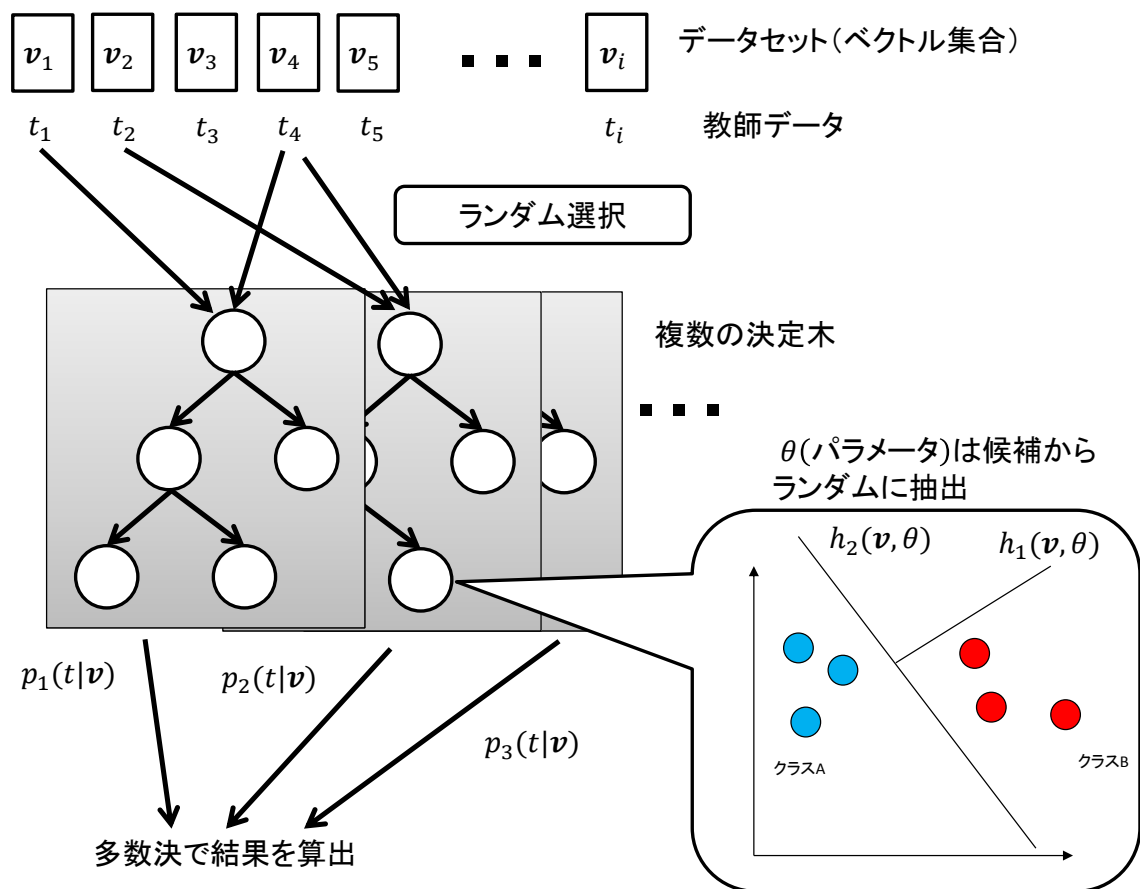 v₁ v₂ v₃ v₄ v₅ ▪ ▪ ▪ vᵢ データセット(ベクトル集合)
t₁ t₂ t₃ t₄ t₅ tᵢ 教師データ
ランダム選択
複数の決定木
▪ ▪ ▪
θ(パラメータ)は候補から
ランダムに抽出
h₂(v,θ) h₁(v,θ)
クラスA クラスB
p₁(t|v) p₂(t|v)
p₃(t|v)
多数決で結果を算出